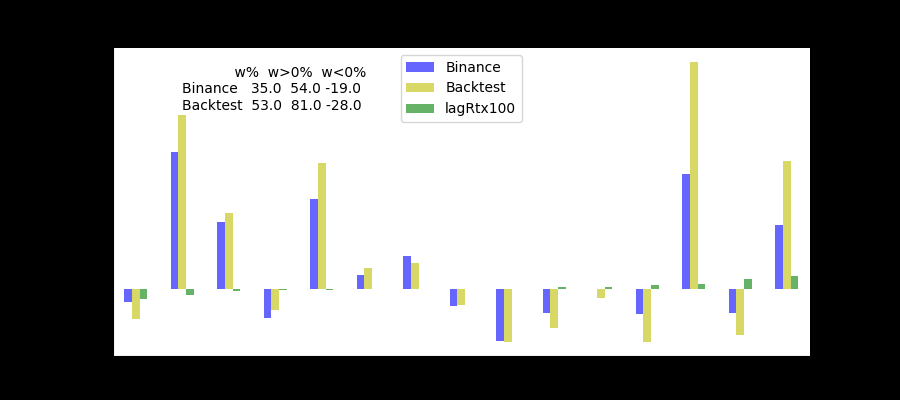 w% w>0% w<0%
Binance 35.0 54.0 -19.0
Backtest 53.0 81.0 -28.0
Binance
Backtest
lagRtx100